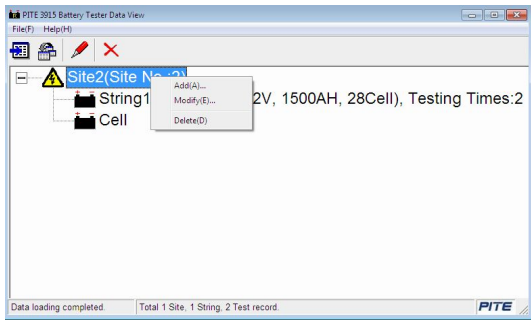 PITE 3915 Battery Tester Data View
File(F) Help(H)
Site2(Site No.:2)
Add(A)...
String1 2V, 1500AH, 28Cell), Testing Times:2
Modify(E)...
Cell
Delete(D)
Data loading completed. Total 1 Site, 1 String, 2 Test record. PITE